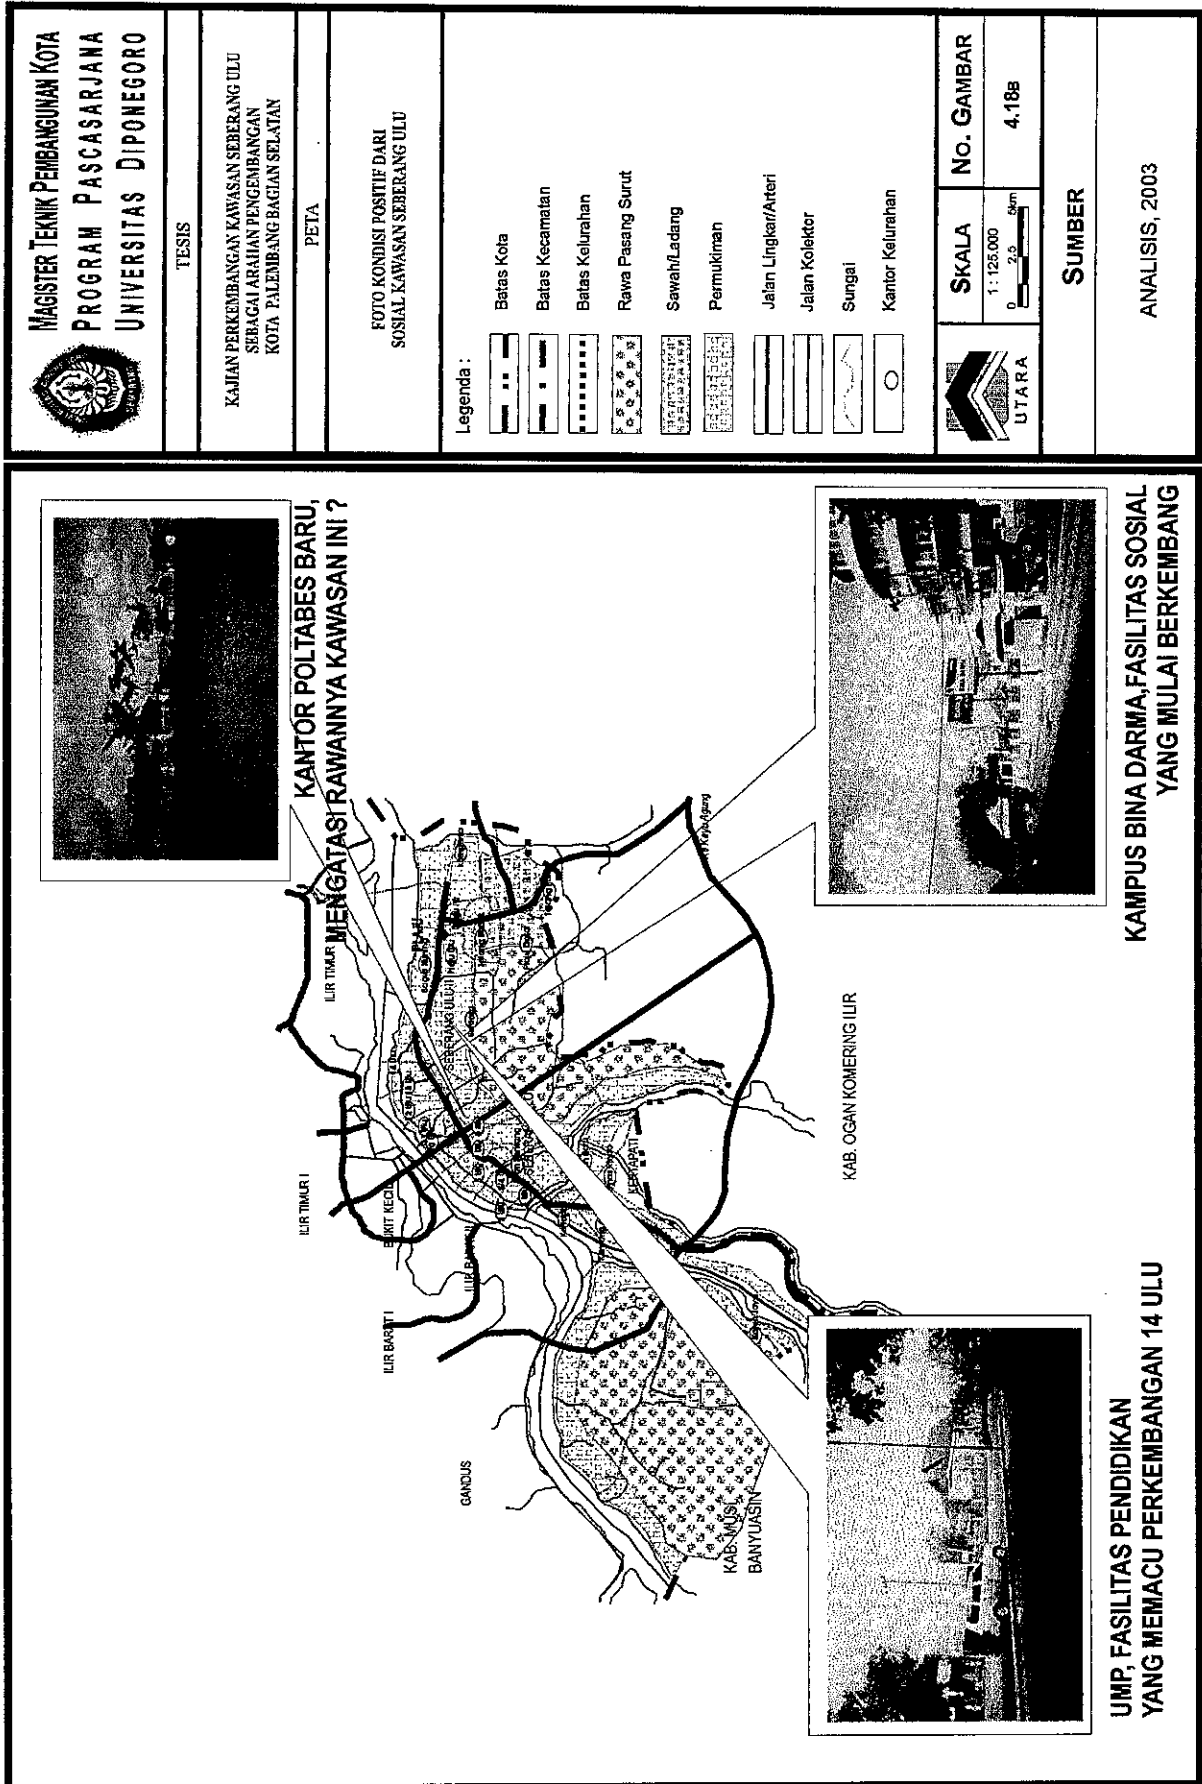 MAGISTER TEKNIK PEMBANGUNAN KOTA
PROGRAM PASCASARJANA
UNIVERSITAS DIPONEGORO
TESIS
KAJIAN PERKEMBANGAN KAWASAN SEBERANG ULU
SEBAGAI ARAHAN PENGEMBANGAN
KOTA PALEMBANG BAGIAN SELATAN
PETA
FOTO KONDISI POSITIF DARI
SOSIAL KAWASAN SEBERANG ULU
Legenda :
Batas Kota
Batas Kecamatan
Batas Kelurahan
Rawa Pasang Surut
Sawah/Ladang
Permukiman
Jalan Lingkar/Arteri
Jalan Kolektor
Sungai
Kantor Kelurahan
UTARA
SKALA
1 : 125.000
0 2.5 5km
No. GAMBAR
4.18B
SUMBER
ANALISIS, 2003
KANTOR POLTABES BARU,
MENGATASI RAWANNYA KAWASAN INI ?
KAMPUS BINA DARMA,FASILITAS SOSIAL
YANG MULAI BERKEMBANG
UMP, FASILITAS PENDIDIKAN
YANG MEMACU PERKEMBANGAN 14 ULU
ILIR TIMUR I
ILIR TIMUR
BUKIT KECIL
ILIR BARAT I
GANDUS
PLAJU
SEBERANG ULU II
KERTAPATI
KAB. MUSI
BANYUASIN
KAB. OGAN KOMERING ILIR